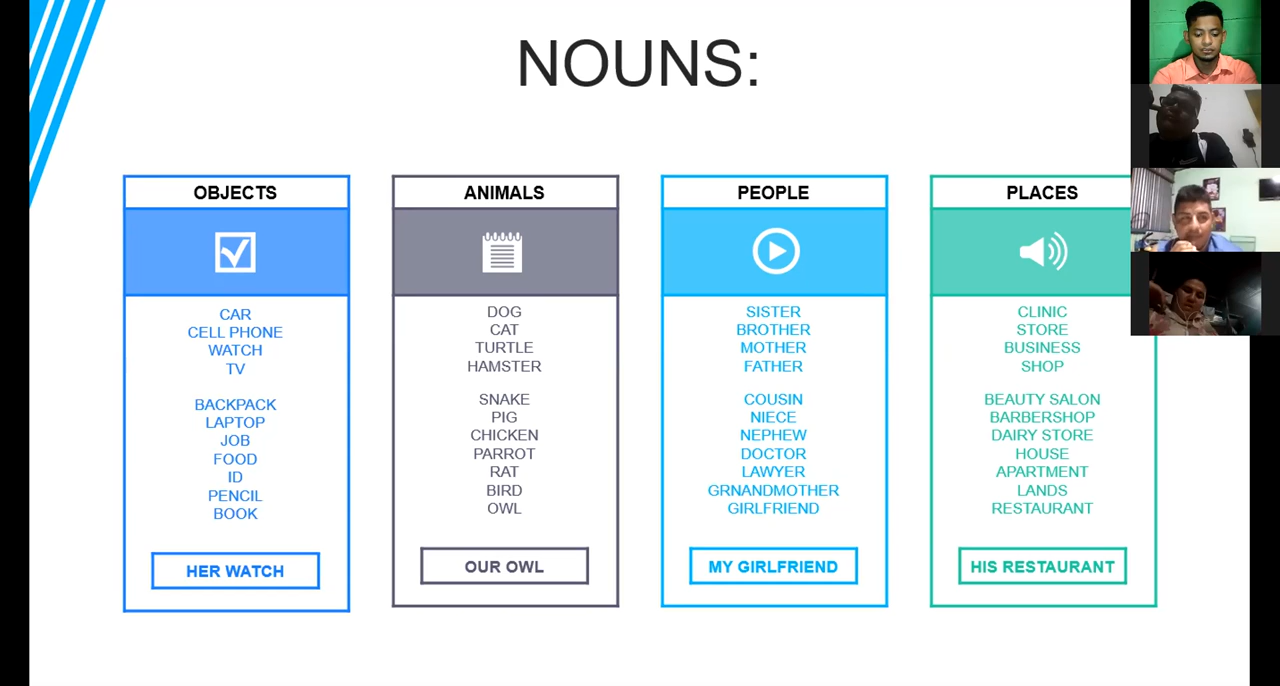 NOUNS:
OBJECTS
CAR
CELL PHONE
WATCH
TV
BACKPACK
LAPTOP
JOB
FOOD
ID
PENCIL
BOOK
HER WATCH
ANIMALS
DOG
CAT
TURTLE
HAMSTER
SNAKE
PIG
CHICKEN
PARROT
RAT
BIRD
OWL
OUR OWL
PEOPLE
SISTER
BROTHER
MOTHER
FATHER
COUSIN
NIECE
NEPHEW
DOCTOR
LAWYER
GRNANDMOTHER
GIRLFRIEND
MY GIRLFRIEND
PLACES
CLINIC
STORE
BUSINESS
SHOP
BEAUTY SALON
BARBERSHOP
DAIRY STORE
HOUSE
APARTMENT
LANDS
RESTAURANT
HIS RESTAURANT